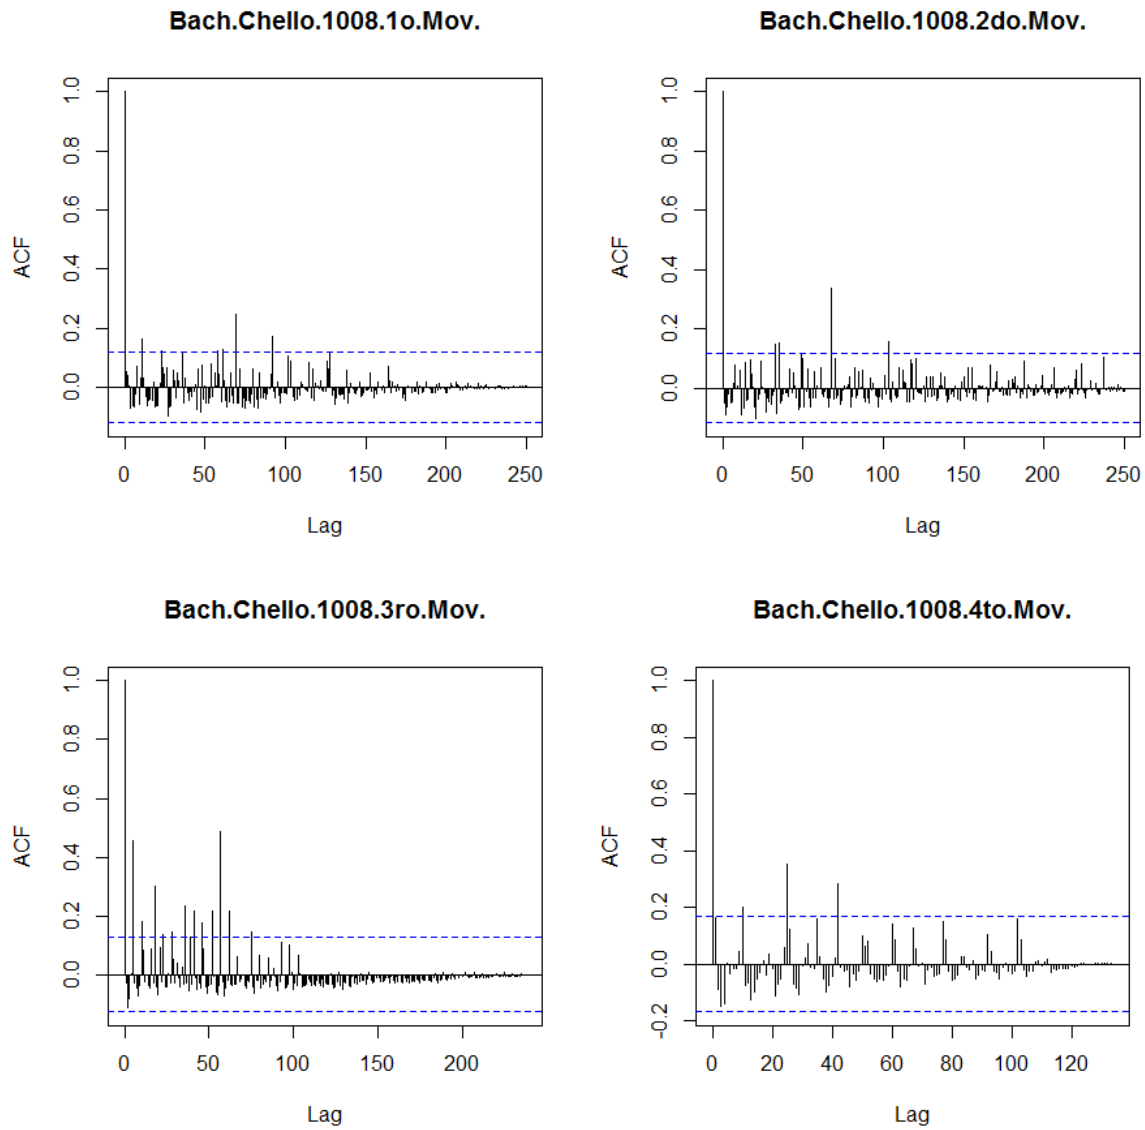 Bach.Chello.1008.1o.Mov.
ACF
1.0
0.8
0.6
0.4
0.2
0.0
0 50 100 150 200 250
Lag
Bach.Chello.1008.2do.Mov.
ACF
1.0
0.8
0.6
0.4
0.2
0.0
0 50 100 150 200 250
Lag
Bach.Chello.1008.3ro.Mov.
ACF
1.0
0.8
0.6
0.4
0.2
0.0
0 50 100 150 200
Lag
Bach.Chello.1008.4to.Mov.
ACF
1.0
0.8
0.6
0.4
0.2
0.0
-0.2
0 20 40 60 80 100 120
Lag